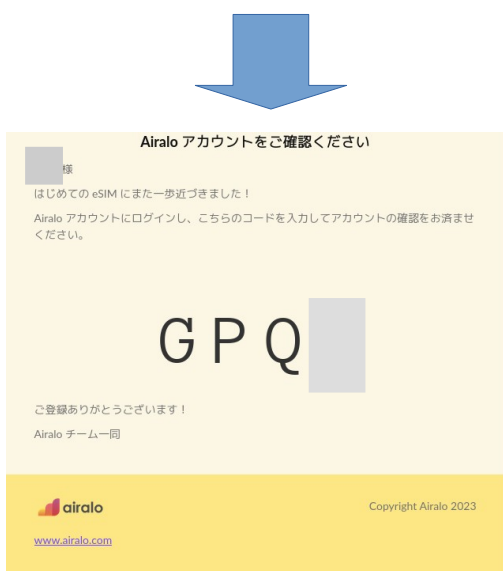 Airalo アカウントをご確認ください
様
はじめての eSIM にまた一歩近づきました！
Airalo アカウントにログインし、こちらのコードを入力してアカウントの確認をお済ませ
ください。
GPQ
ご登録ありがとうございます！
Airalo チーム一同
airalo
Copyright Airalo 2023
www.airalo.com